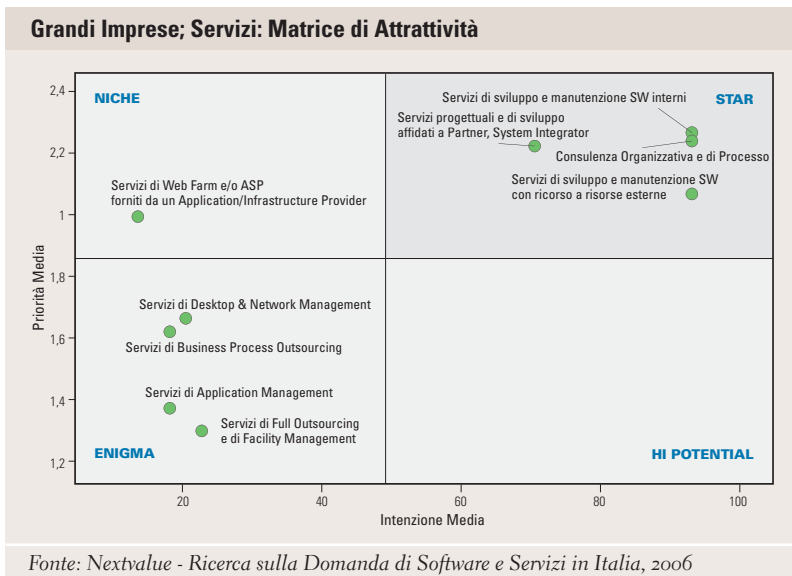 Grandi Imprese; Servizi: Matrice di Attrattività
2,4
2,2
1
1,8
1,6
1,4
1,2
Priorità Media
NICHE
STAR
Servizi di sviluppo e manutenzione SW interni
Servizi progettuali e di sviluppo
affidati a Partner, System Integrator
Consulenza Organizzativa e di Processo
Servizi di sviluppo e manutenzione SW
con ricorso a risorse esterne
Servizi di Web Farm e/o ASP
forniti da un Application/Infrastructure Provider
Servizi di Desktop & Network Management
Servizi di Business Process Outsourcing
Servizi di Application Management
Servizi di Full Outsourcing
e di Facility Management
ENIGMA
HI POTENTIAL
20
40
60
80
100
Intenzione Media
Fonte: Nextvalue - Ricerca sulla Domanda di Software e Servizi in Italia, 2006